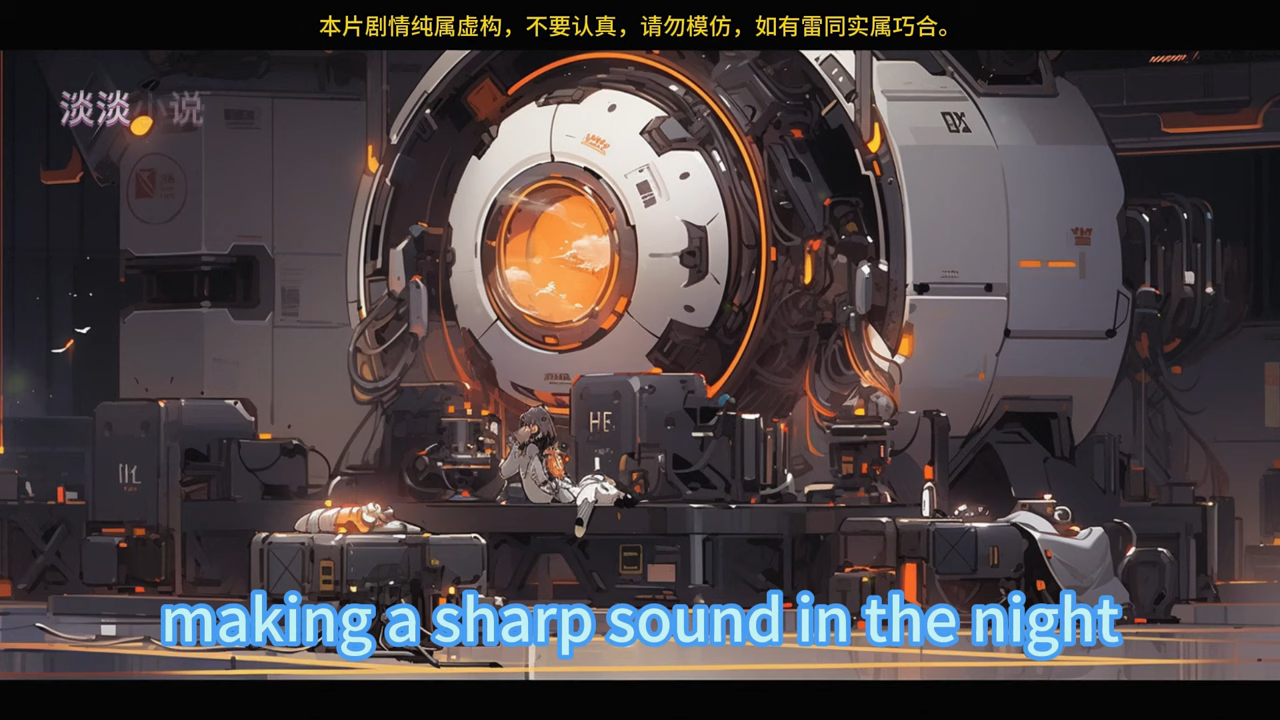 本片剧情纯属虚构，不要认真，请勿模仿，如有雷同实属巧合。
淡淡小说
HE
making a sharp sound in the night